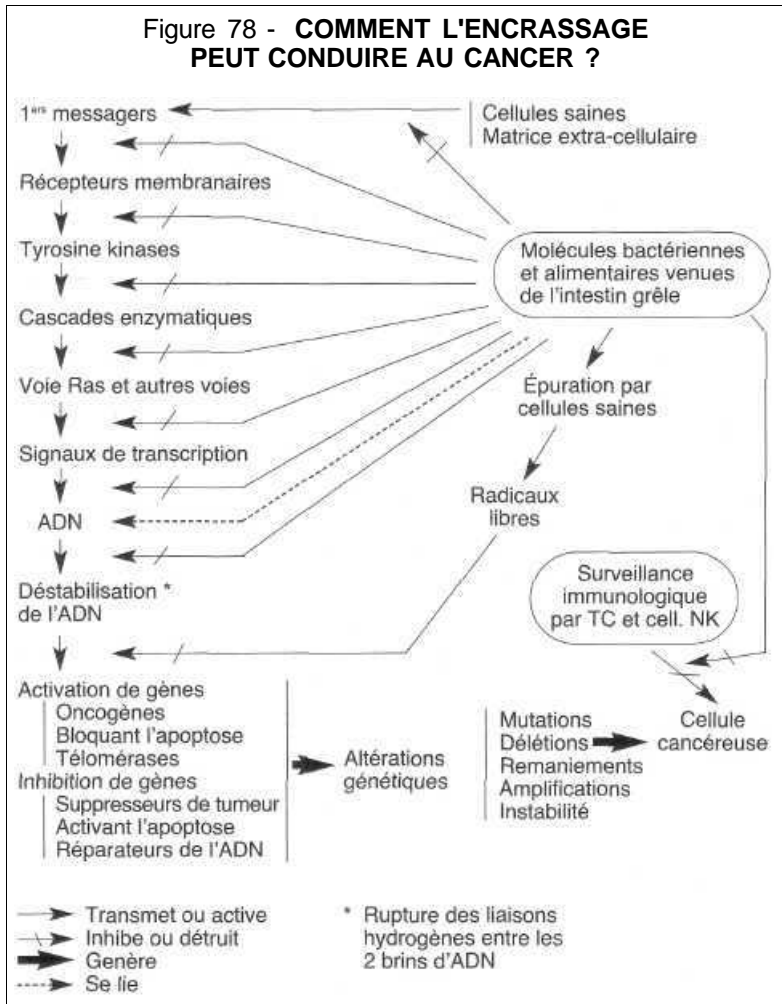 Figure 78 - COMMENT L'ENCRASSAGE
PEUT CONDUIRE AU CANCER ?
1ers messagers
Cellules saines
Matrice extra-cellulaire
Récepteurs membranaires
Tyrosine kinases
Molécules bactériennes
et alimentaires venues
de l'intestin grêle
Cascades enzymatiques
Voie Ras et autres voies
Épuration par
cellules saines
Signaux de transcription
Radicaux
libres
ADN
Déstabilisation *
de l'ADN
Surveillance
immunologique
par TC et cell. NK
Activation de gènes
Oncogènes
Bloquant l'apoptose
Télomérases
Inhibition de gènes
Suppresseurs de tumeur
Activant l'apoptose
Réparateurs de l'ADN
Altérations
génétiques
Mutations
Délétions
Remaniements
Amplifications
Instabilité
Cellule
cancéreuse
Transmet ou active
Inhibe ou détruit
Genère
Se lie
* Rupture des liaisons
hydrogènes entre les
2 brins d'ADN